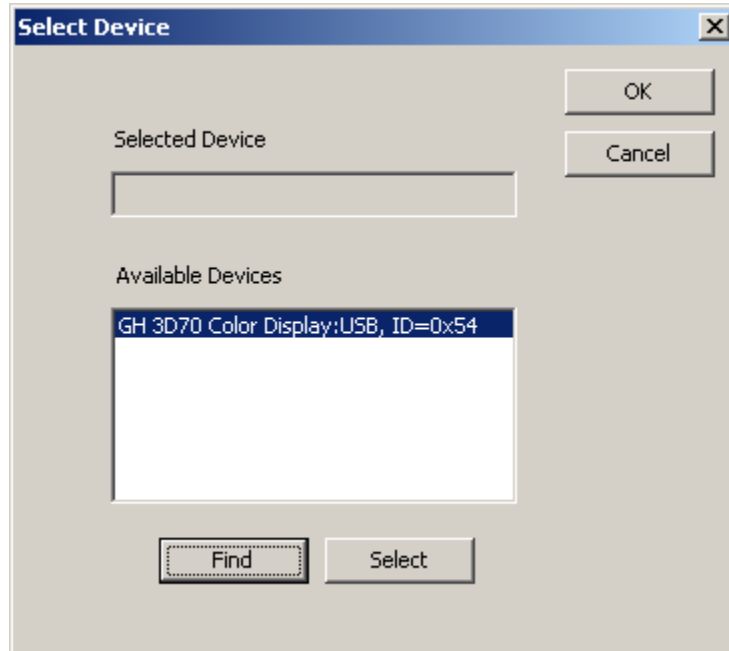 Select Device
OK
Selected Device
Cancel
Available Devices
GH 3D70 Color Display:USB, ID=0x54
Find
Select